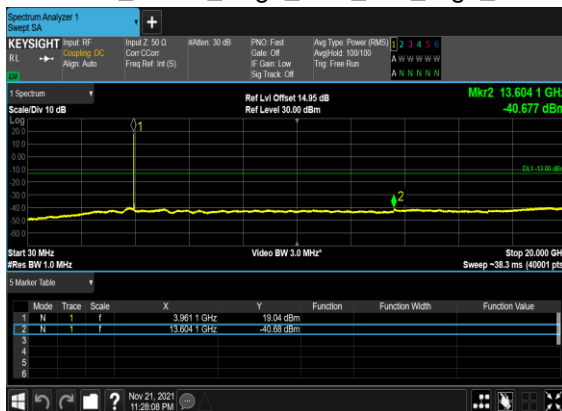 Spectrum Analyzer 1
Swept SA
+
KEYSIGHT Input: RF Input Z: 50 Ω #Atten: 30 dB PNO: Fast Avg Type: Power (RMS) 1 2 3 4 5 6
RL Coupling: DC Corr CCorr Gate: Off Avg|Hold: 100/100 A W W W W W
Align: Auto Freq Ref: Int (S) IF Gain: Low Trig: Free Run A N N N N N
Sig Track: Off
1 Spectrum Ref Lvl Offset 14.95 dB Mkr2 13.604 1 GHz
Scale/Div 10 dB Ref Level 30.00 dBm -40.677 dBm
Log
20.0
10.0
0.00
-10.0
DL1 -13.00 dB
-20.0
-30.0
-40.0
-50.0
-60.0
1
2
Start 30 MHz Video BW 3.0 MHz* Stop 20.000 GH
#Res BW 1.0 MHz Sweep ~38.3 ms (40001 pts
5 Marker Table
Mode Trace Scale X Y Function Function Width Function Value
1 N 1 f 3.961 1 GHz 19.04 dBm
2 N 1 f 13.604 1 GHz -40.68 dBm
3
4
5
6
? Nov 21, 2021
11:28:08 PM